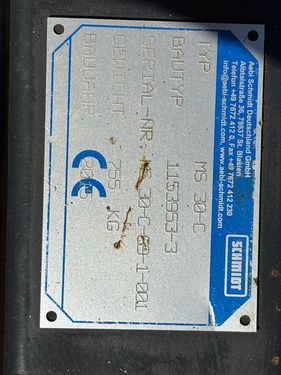 Aebi Schmidt Deutschland GmbH
Albtalstraße 36, 79837 St. Blasien
Telefon +49 7672 412 0, Fax +49 7672 412 230
info@aebi-schmidt.com, www.aebi-schmidt.com
SCHMIDT
TYP MS 30-C
BAUTYP 1153953-3
SERIAL-NR. 30-C-69-1-001
GEWICHT 255 KG
BAUJAHR
CE